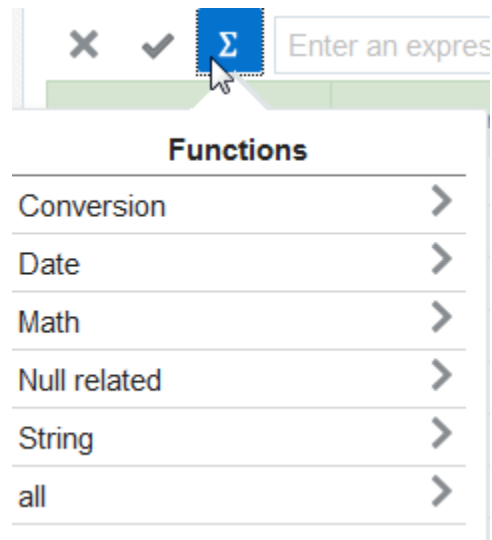 Σ Enter an expres
Functions
Conversion
Date
Math
Null related
String
all